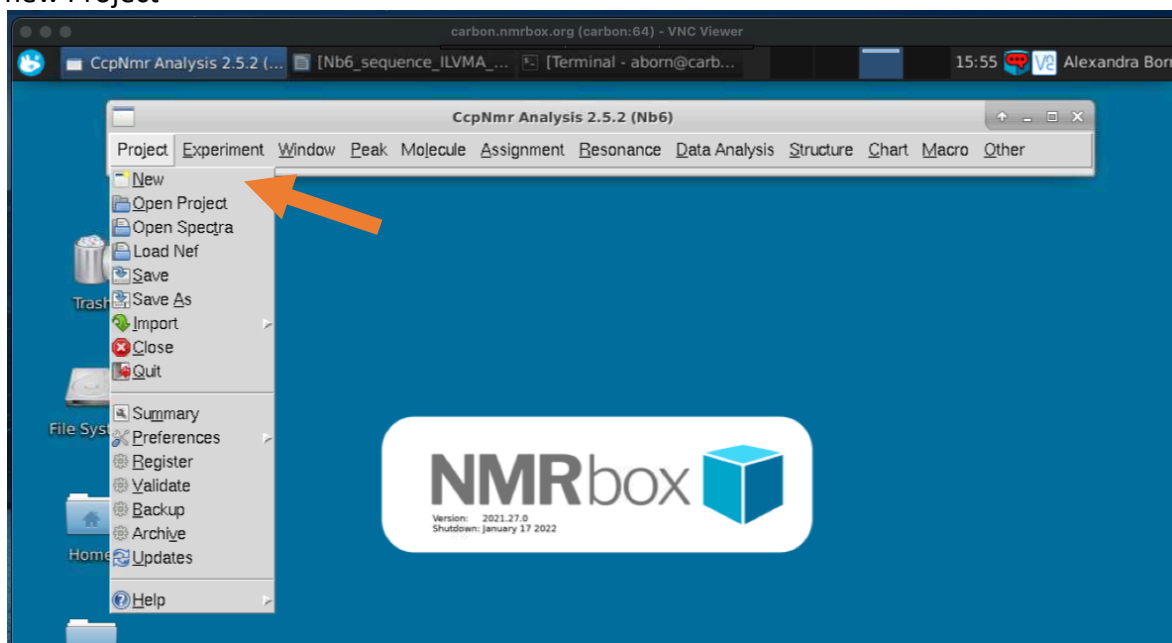 new Project
carbon.nmrbox.org (carbon:64) - VNC Viewer
CcpNmr Analysis 2.5.2 (... [Nb6_sequence_ILVMA_... [Terminal - aborn@carb... 15:55 Alexandra Born
CcpNmr Analysis 2.5.2 (Nb6)
Project Experiment Window Peak Molecule Assignment Resonance Data Analysis Structure Chart Macro Other
New
Open Project
Open Spectra
Load Nef
Save
Save As
Import
Close
Quit
Summary
Preferences
Register
Validate
Backup
Archive
Updates
Help
Trash
File Syst
Home
NMRbox
Version: 2021.27.0
Shutdown: January 17 2022